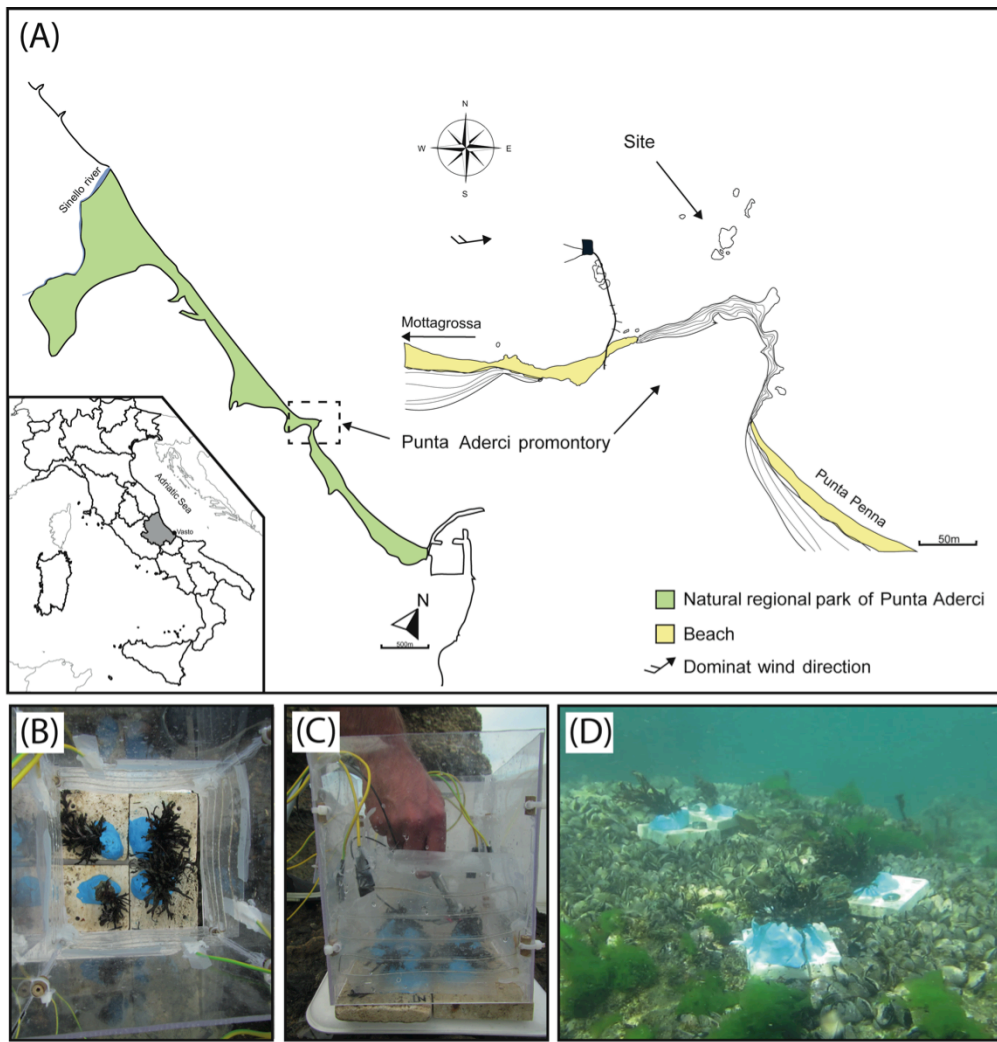 (A)
N
W
E
S
Site
Sinello river
Mottagrossa
Punta Aderci promontory
Adriatic Sea
Vasto
Punta Penna
50m
N
500m
Natural regional park of Punta Aderci
Beach
Dominat wind direction
(B)
(C)
(D)